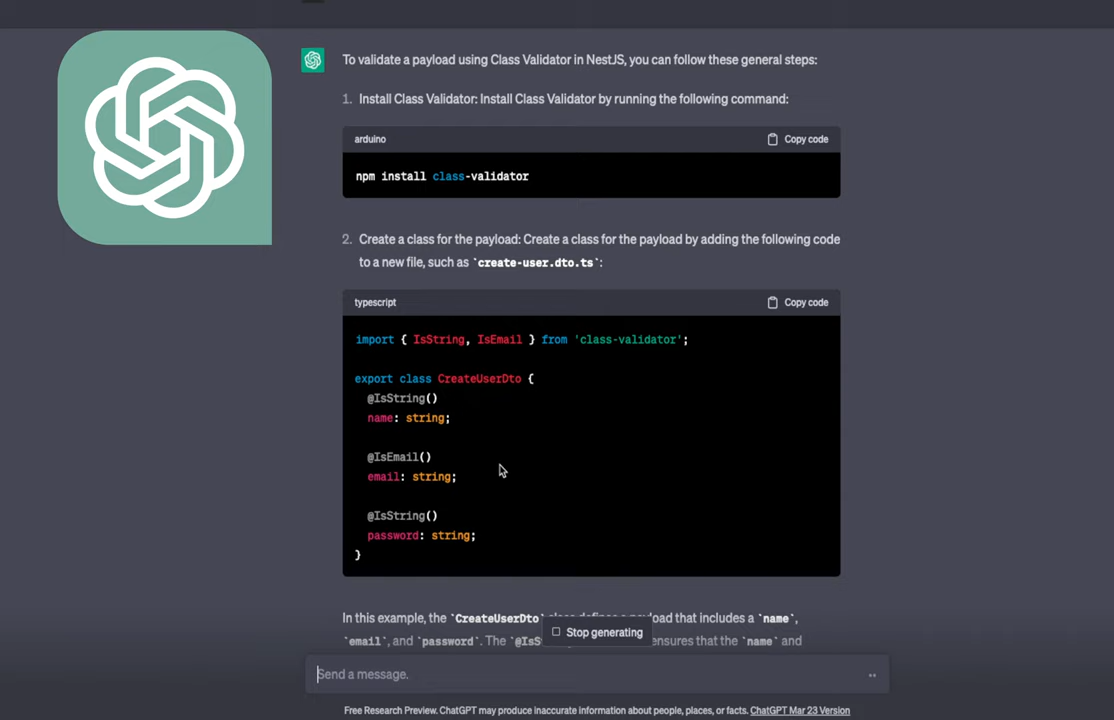 To validate a payload using Class Validator in NestJS, you can follow these general steps:
1. Install Class Validator: Install Class Validator by running the following command:
arduino Copy code
npm install class-validator
2. Create a class for the payload: Create a class for the payload by adding the following code
to a new file, such as `create-user.dto.ts`:
typescript Copy code
import { IsString, IsEmail } from 'class-validator';
export class CreateUserDto {
@IsString()
name: string;
@IsEmail()
email: string;
@IsString()
password: string;
}
In this example, the `CreateUserDto` class defines a payload that includes a `name`,
Stop generating
`email`, and `password`. The `@IsS ensures that the `name` and
Send a message.
Free Research Preview. ChatGPT may produce inaccurate information about people, places, or facts. ChatGPT Mar 23 Version